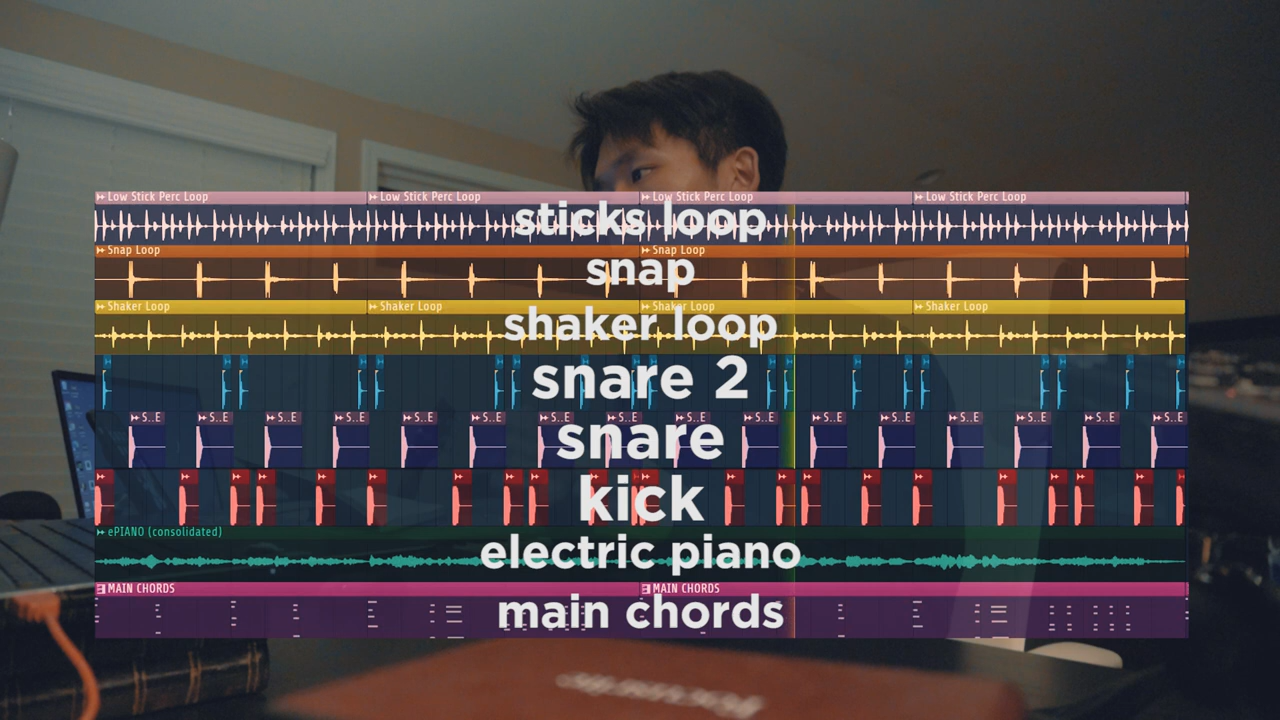 Low Stick Perc Loop Low Stick Perc Loop Low Stick Perc Loop Low Stick Perc Loop
sticks loop
Snap Loop Snap Loop
snap
Shaker Loop Shaker Loop Shaker Loop Shaker Loop
shaker loop
snare 2
S..E S..E S..E S..E S..E S..E S..E S..E S..E S..E S..E S..E S..E S..E S..E S..E
snare
kick
ePIANO (consolidated)
electric piano
MAIN CHORDS MAIN CHORDS
main chords